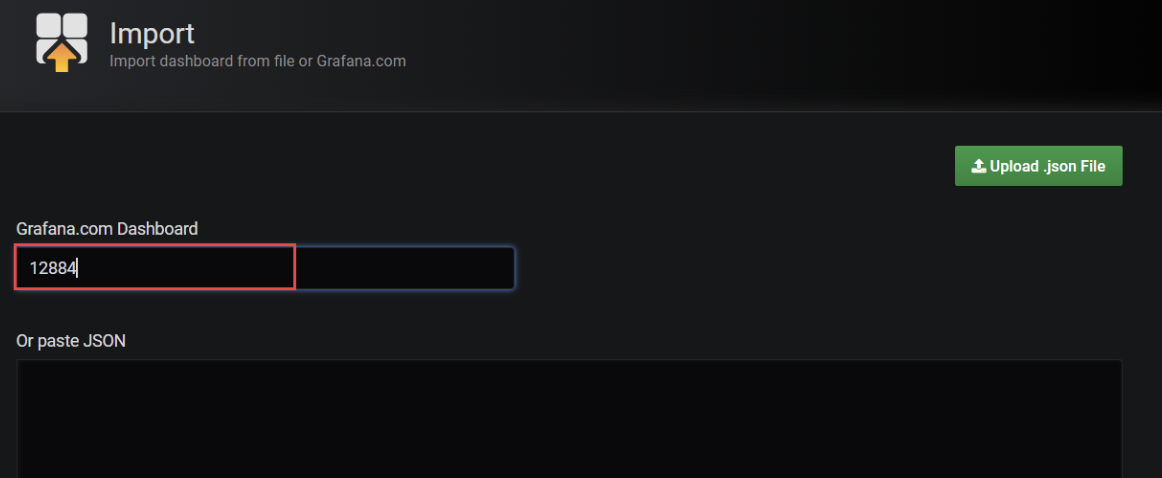 Import
Import dashboard from file or Grafana.com
Upload .json File
Grafana.com Dashboard
12884
Or paste JSON